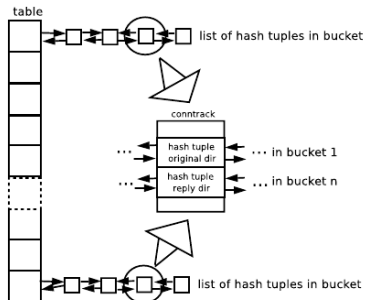 table
list of hash tuples in bucket
conntrack
hash tuple
original dir
... ... in bucket 1
hash tuple
reply dir
... ... in bucket n
list of hash tuples in bucket